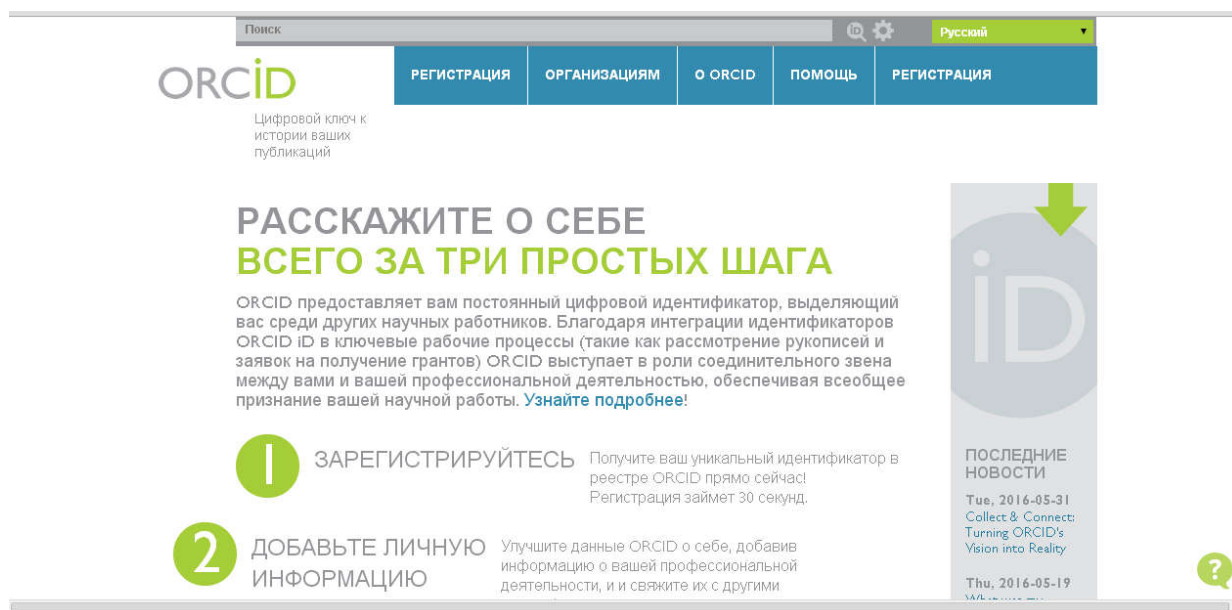 Поиск
Русский
ORCID
РЕГИСТРАЦИЯ
ОРГАНИЗАЦИЯМ
О ORCID
ПОМОЩЬ
РЕГИСТРАЦИЯ
Цифровой ключ к
истории ваших
публикаций
РАССКАЖИТЕ О СЕБЕ
ВСЕГО ЗА ТРИ ПРОСТЫХ ШАГА
ORCID предоставляет вам постоянный цифровой идентификатор, выделяющий
вас среди других научных работников. Благодаря интеграции идентификаторов
ORCID iD в ключевые рабочие процессы (такие как рассмотрение рукописей и
заявок на получение грантов) ORCID выступает в роли соединительного звена
между вами и вашей профессиональной деятельностью, обеспечивая всеобщее
признание вашей научной работы. Узнайте подробнее!
1
ЗАРЕГИСТРИРУЙТЕСЬ
Получите ваш уникальный идентификатор в
реестре ORCID прямо сейчас!
Регистрация займет 30 секунд.
2
ДОБАВЬТЕ ЛИЧНУЮ
ИНФОРМАЦИЮ
Улучшите данные ORCID о себе, добавив
информацию о вашей профессиональной
деятельности, и и свяжите их с другими
iD
ПОСЛЕДНИЕ
НОВОСТИ
Tue, 2016-05-31
Collect & Connect:
Turning ORCID's
Vision into Reality
Thu, 2016-05-19
?